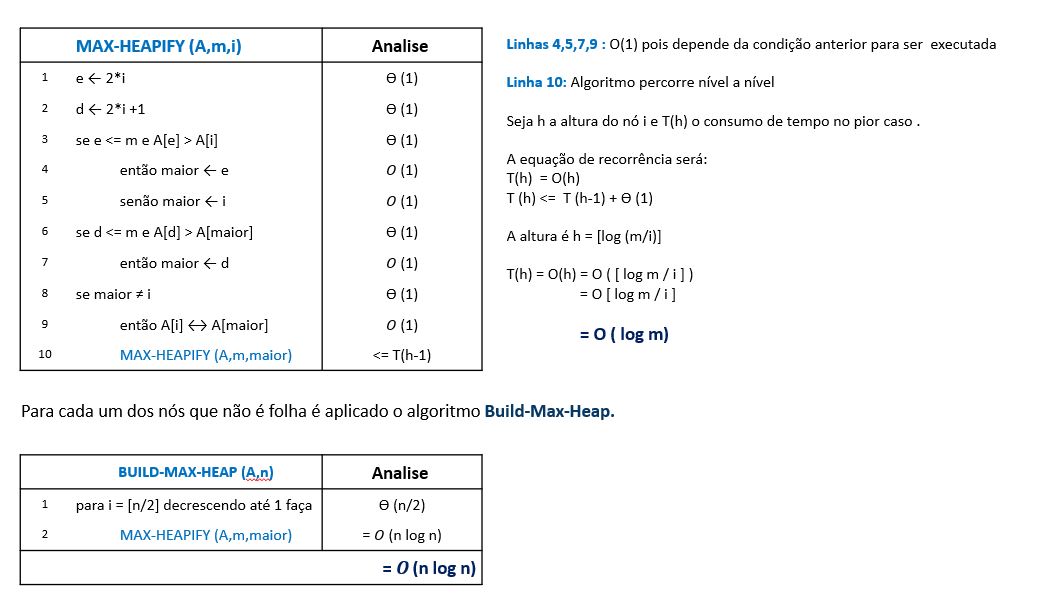 MAX-HEAPIFY (A,m,i) Analise
1 e ← 2*i Ɵ (1)
2 d ← 2*i +1 Ɵ (1)
3 se e <= m e A[e] > A[i] Ɵ (1)
4 então maior ← e O (1)
5 senão maior ← i O (1)
6 se d <= m e A[d] > A[maior] Ɵ (1)
7 então maior ← d O (1)
8 se maior ≠ i Ɵ (1)
9 então A[i] ↔ A[maior] O (1)
10 MAX-HEAPIFY (A,m,maior) <= T(h-1)
Linhas 4,5,7,9 : O(1) pois depende da condição anterior para ser executada
Linha 10: Algoritmo percorre nível a nível
Seja h a altura do nó i e T(h) o consumo de tempo no pior caso .
A equação de recorrência será:
T(h) = O(h)
T (h) <= T (h-1) + Ɵ (1)
A altura é h = [log (m/i)]
T(h) = O(h) = O ( [ log m / i ] )
= O [ log m / i ]
= O ( log m)
Para cada um dos nós que não é folha é aplicado o algoritmo Build-Max-Heap.
BUILD-MAX-HEAP (A,n) Analise
1 para i = [n/2] decrescendo até 1 faça Ɵ (n/2)
2 MAX-HEAPIFY (A,m,maior) = O (n log n)
= O (n log n)